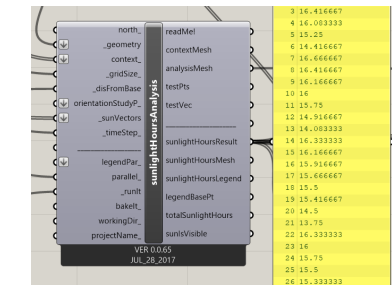 north_
_geometry
context_
_gridSize_
_disFromBase
orientationStudyP_
_sunVectors
_timeStep_
legendPar_
parallel_
_runIt
bakeIt_
workingDir_
projectName_
sunlightHoursAnalysis
readMe!
contextMesh
analysisMesh
testPts
testVec
sunlightHoursResult
sunlightHoursMesh
sunlightHoursLegend
legendBasePt
totalSunlightHours
sunIsVisible
VER 0.0.65
JUL_28_2017
3 16.416667
4 16.083333
5 15.25
6 14.416667
7 16.666667
8 16.416667
9 16.166667
10 16
11 15.75
12 14.916667
13 14.083333
14 16.333333
15 16.166667
16 15.916667
17 15.666667
18 15.5
19 15.416667
20 14.5
21 13.75
22 16.333333
23 16
24 15.75
25 15.5
26 15.333333